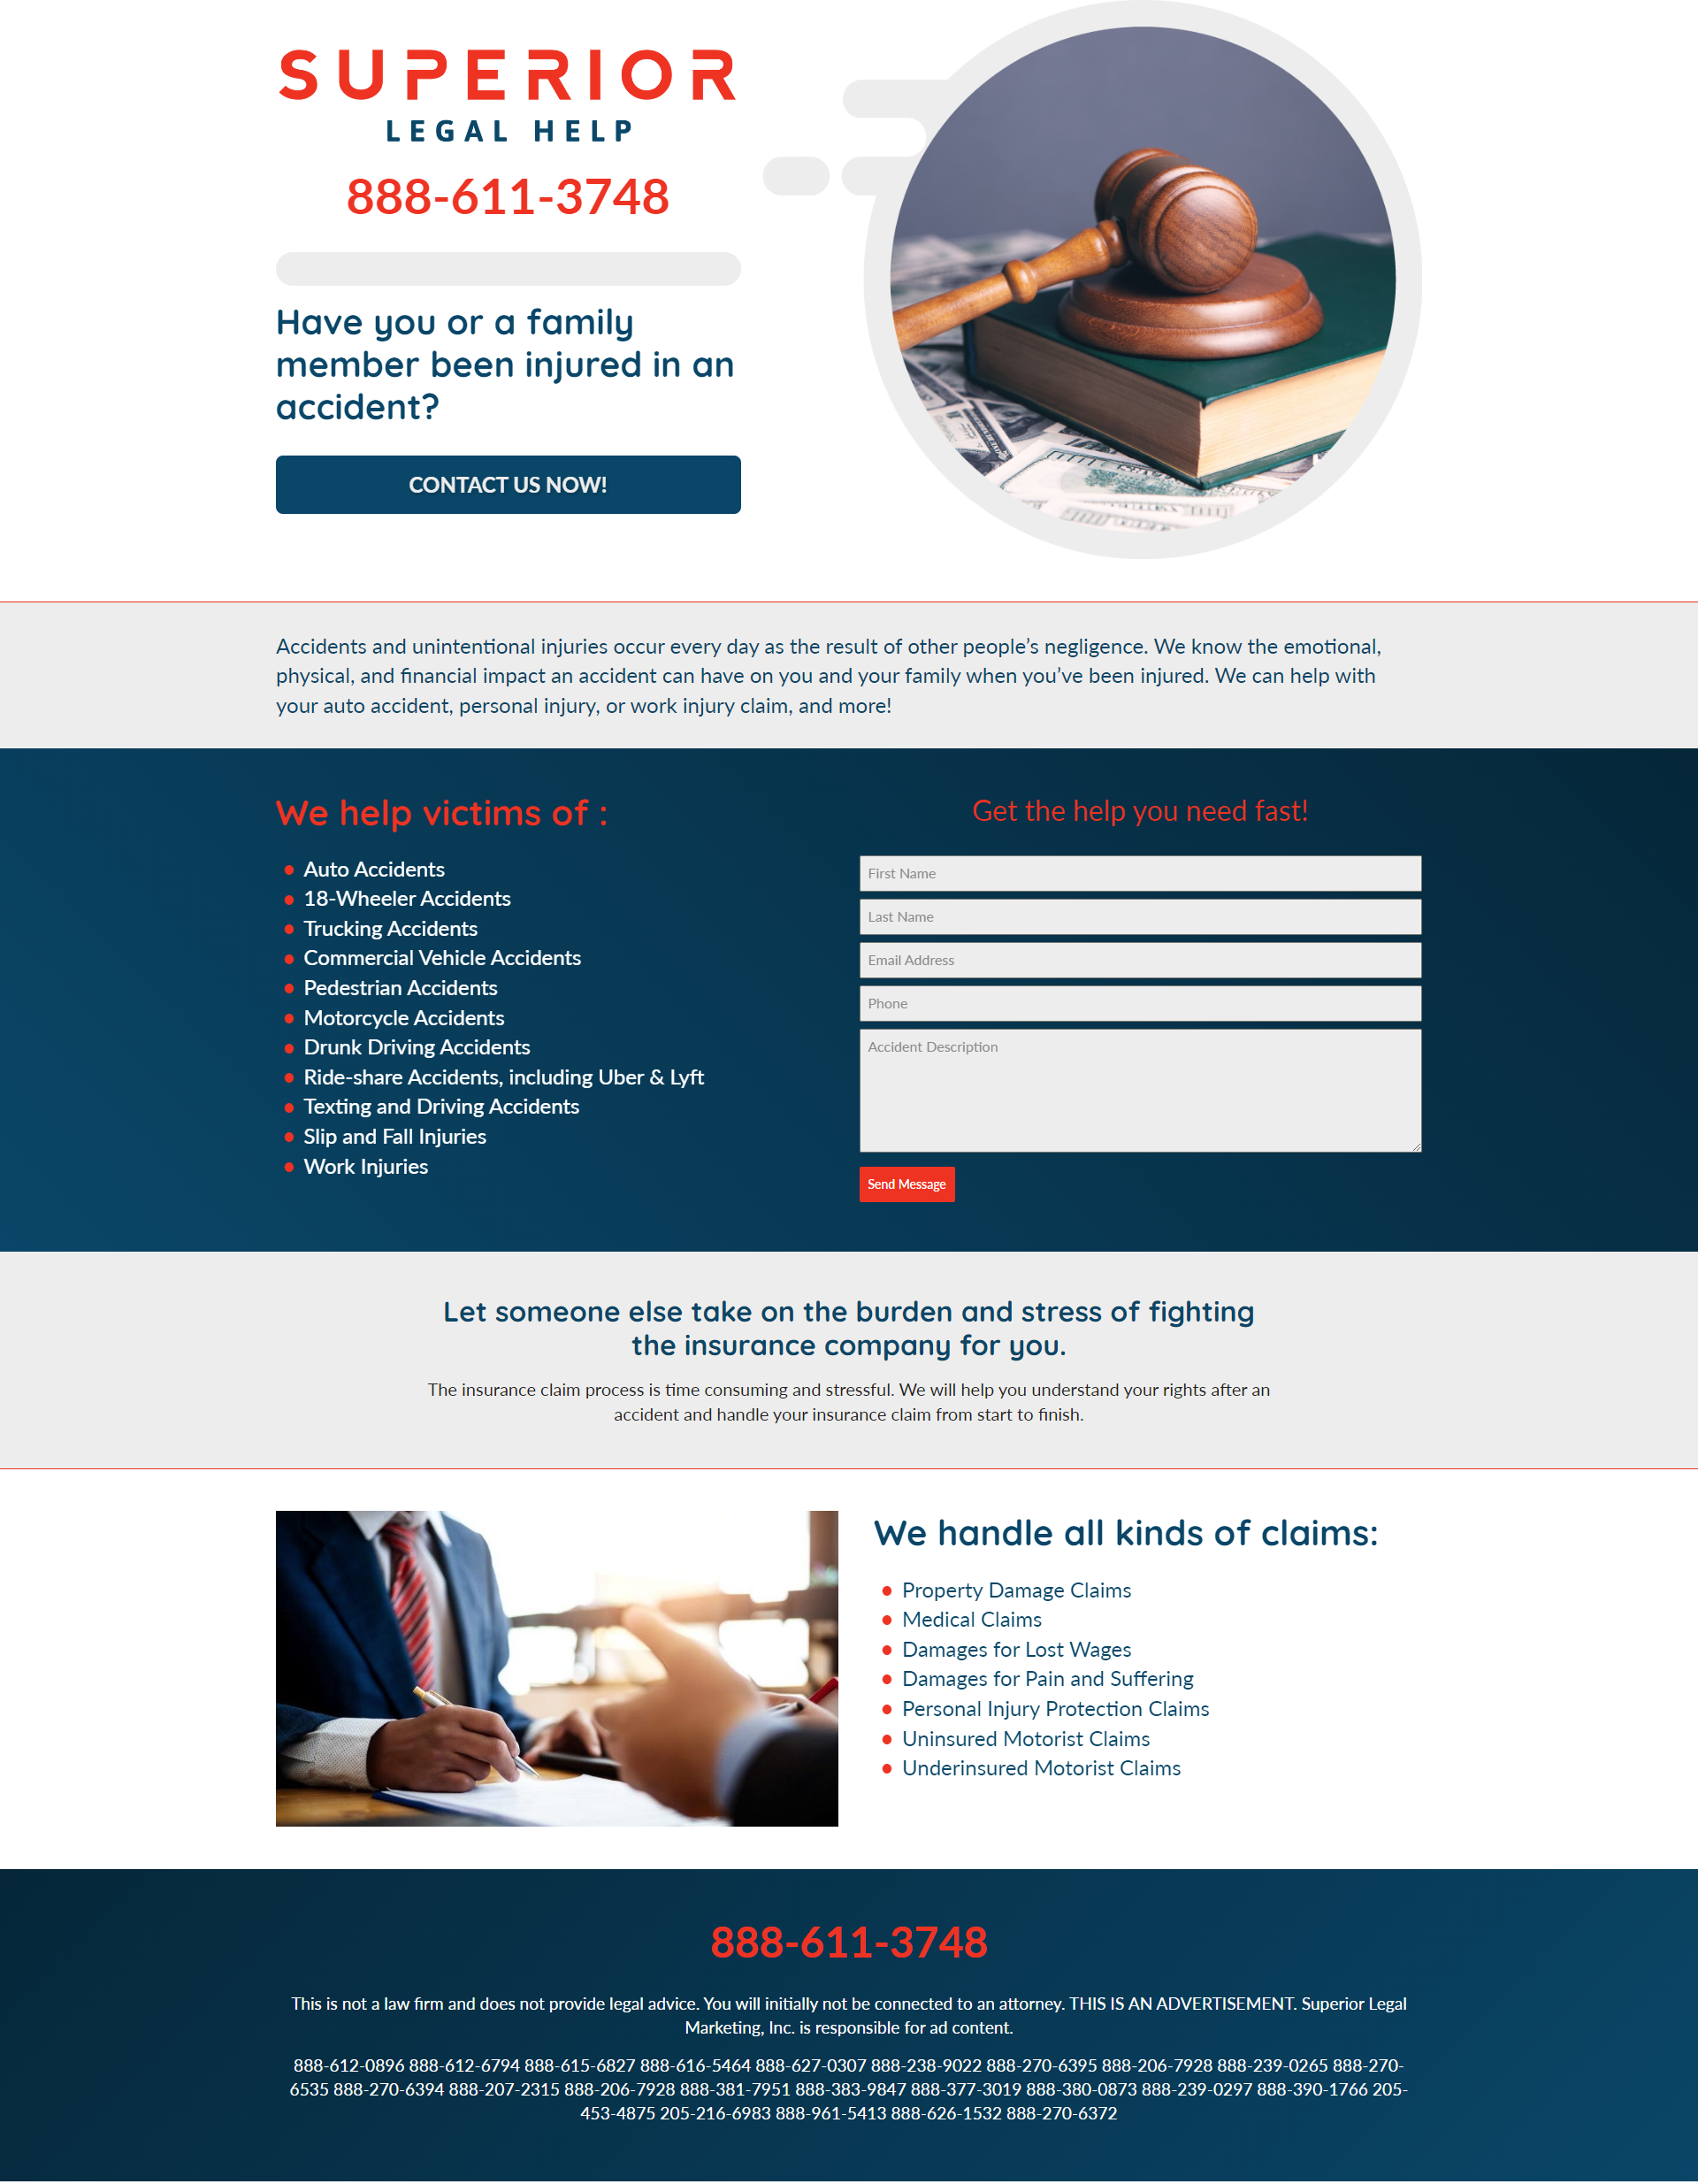 SUPERIOR
LEGAL HELP
888-611-3748
Have you or a family
member been injured in an
accident?
CONTACT US NOW!
Accidents and unintentional injuries occur every day as the result of other people’s negligence. We know the emotional,
physical, and financial impact an accident can have on you and your family when you’ve been injured. We can help with
your auto accident, personal injury, or work injury claim, and more!
We help victims of :
Auto Accidents
18-Wheeler Accidents
Trucking Accidents
Commercial Vehicle Accidents
Pedestrian Accidents
Motorcycle Accidents
Drunk Driving Accidents
Ride-share Accidents, including Uber & Lyft
Texting and Driving Accidents
Slip and Fall Injuries
Work Injuries
Get the help you need fast!
First Name
Last Name
Email Address
Phone
Accident Description
Send Message
Let someone else take on the burden and stress of fighting
the insurance company for you.
The insurance claim process is time consuming and stressful. We will help you understand your rights after an
accident and handle your insurance claim from start to finish.
We handle all kinds of claims:
Property Damage Claims
Medical Claims
Damages for Lost Wages
Damages for Pain and Suffering
Personal Injury Protection Claims
Uninsured Motorist Claims
Underinsured Motorist Claims
888-611-3748
This is not a law firm and does not provide legal advice. You will initially not be connected to an attorney. THIS IS AN ADVERTISEMENT. Superior Legal
Marketing, Inc. is responsible for ad content.
888-612-0896 888-612-6794 888-615-6827 888-616-5464 888-627-0307 888-238-9022 888-270-6395 888-206-7928 888-239-0265 888-270-
6535 888-270-6394 888-207-2315 888-206-7928 888-381-7951 888-383-9847 888-377-3019 888-380-0873 888-239-0297 888-390-1766 205-
453-4875 205-216-6983 888-961-5413 888-626-1532 888-270-6372